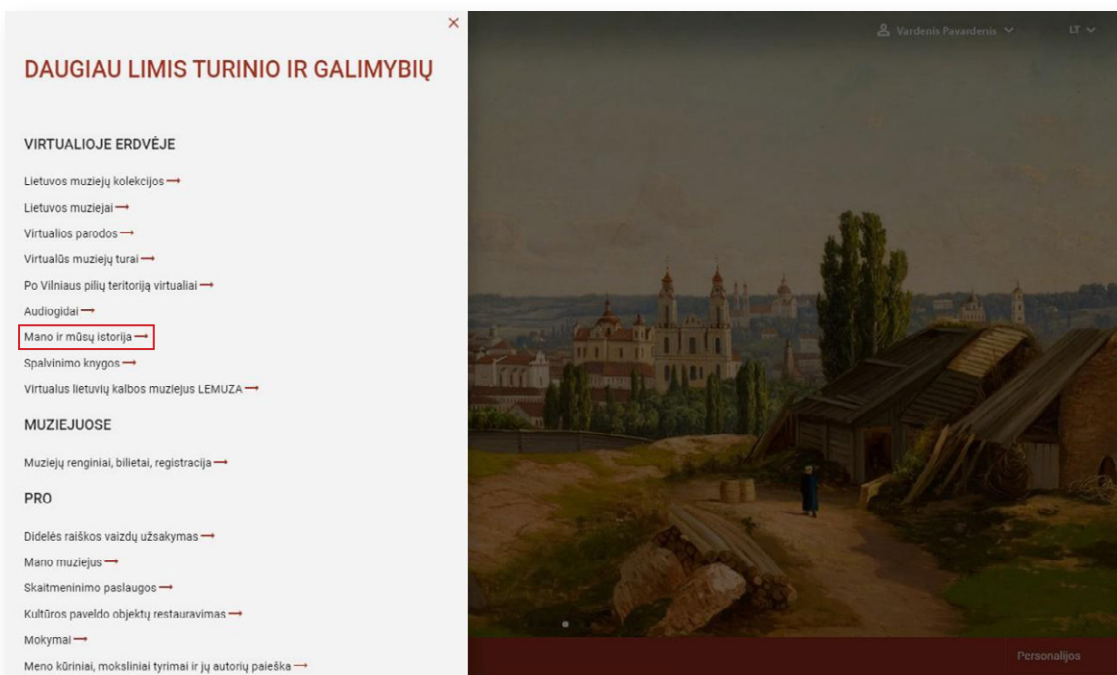 DAUGIAU LIMIS TURINIO IR GALIMYBIŲ
Vardenis Pavardenis
LT
VIRTUALIOJE ERDVĖJE
Lietuvos muziejų kolekcijos
Lietuvos muziejai
Virtualios parodos
Virtualūs muziejų turai
Po Vilniaus pilių teritoriją virtualiai
Audiogidai
Mano ir mūsų istorija
Spalvinimo knygos
Virtualus lietuvių kalbos muziejus LEMUZA
MUZIEJUOSE
Muziejų renginiai, bilietai, registracija
PRO
Didelės raiškos vaizdų užsakymas
Mano muziejus
Skaitmeninimo paslaugos
Kultūros paveldo objektų restauravimas
Mokymai
Meno kūriniai, moksliniai tyrimai ir jų autorių paieška
Personalijos